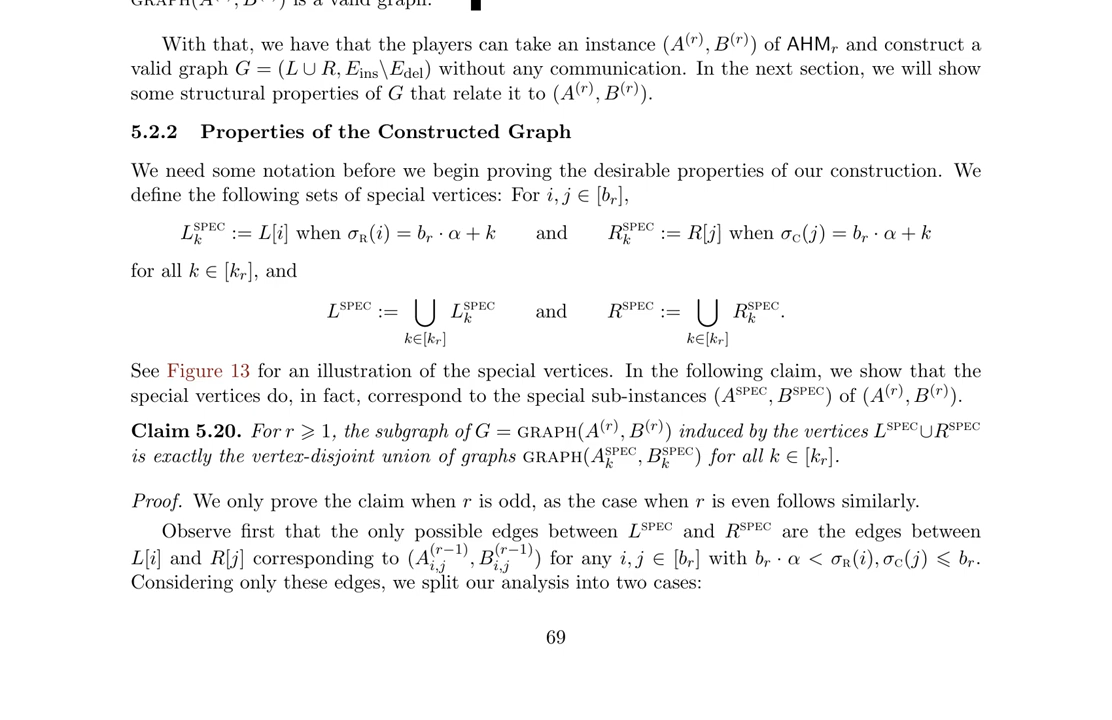 GRAPH(A , B ) is a valid graph.
With that, we have that the players can take an instance (A^(r), B^(r)) of AHM_r and construct a
valid graph G = (L ∪ R, E_ins\E_del) without any communication. In the next section, we will show
some structural properties of G that relate it to (A^(r), B^(r)).
5.2.2 Properties of the Constructed Graph
We need some notation before we begin proving the desirable properties of our construction. We
define the following sets of special vertices: For i, j ∈ [b_r],
L_k^SPEC := L[i] when σ_R(i) = b_r · α + k and R_k^SPEC := R[j] when σ_C(j) = b_r · α + k
for all k ∈ [k_r], and
L^SPEC := ⋃_{k∈[k_r]} L_k^SPEC and R^SPEC := ⋃_{k∈[k_r]} R_k^SPEC.
See Figure 13 for an illustration of the special vertices. In the following claim, we show that the
special vertices do, in fact, correspond to the special sub-instances (A^SPEC, B^SPEC) of (A^(r), B^(r)).
Claim 5.20. For r ⩾ 1, the subgraph of G = GRAPH(A^(r), B^(r)) induced by the vertices L^SPEC∪R^SPEC
is exactly the vertex-disjoint union of graphs GRAPH(A_k^SPEC, B_k^SPEC) for all k ∈ [k_r].
Proof. We only prove the claim when r is odd, as the case when r is even follows similarly.
Observe first that the only possible edges between L^SPEC and R^SPEC are the edges between
L[i] and R[j] corresponding to (A_{i,j}^(r−1), B_{i,j}^(r−1)) for any i, j ∈ [b_r] with b_r · α < σ_R(i), σ_C(j) ⩽ b_r.
Considering only these edges, we split our analysis into two cases:
69